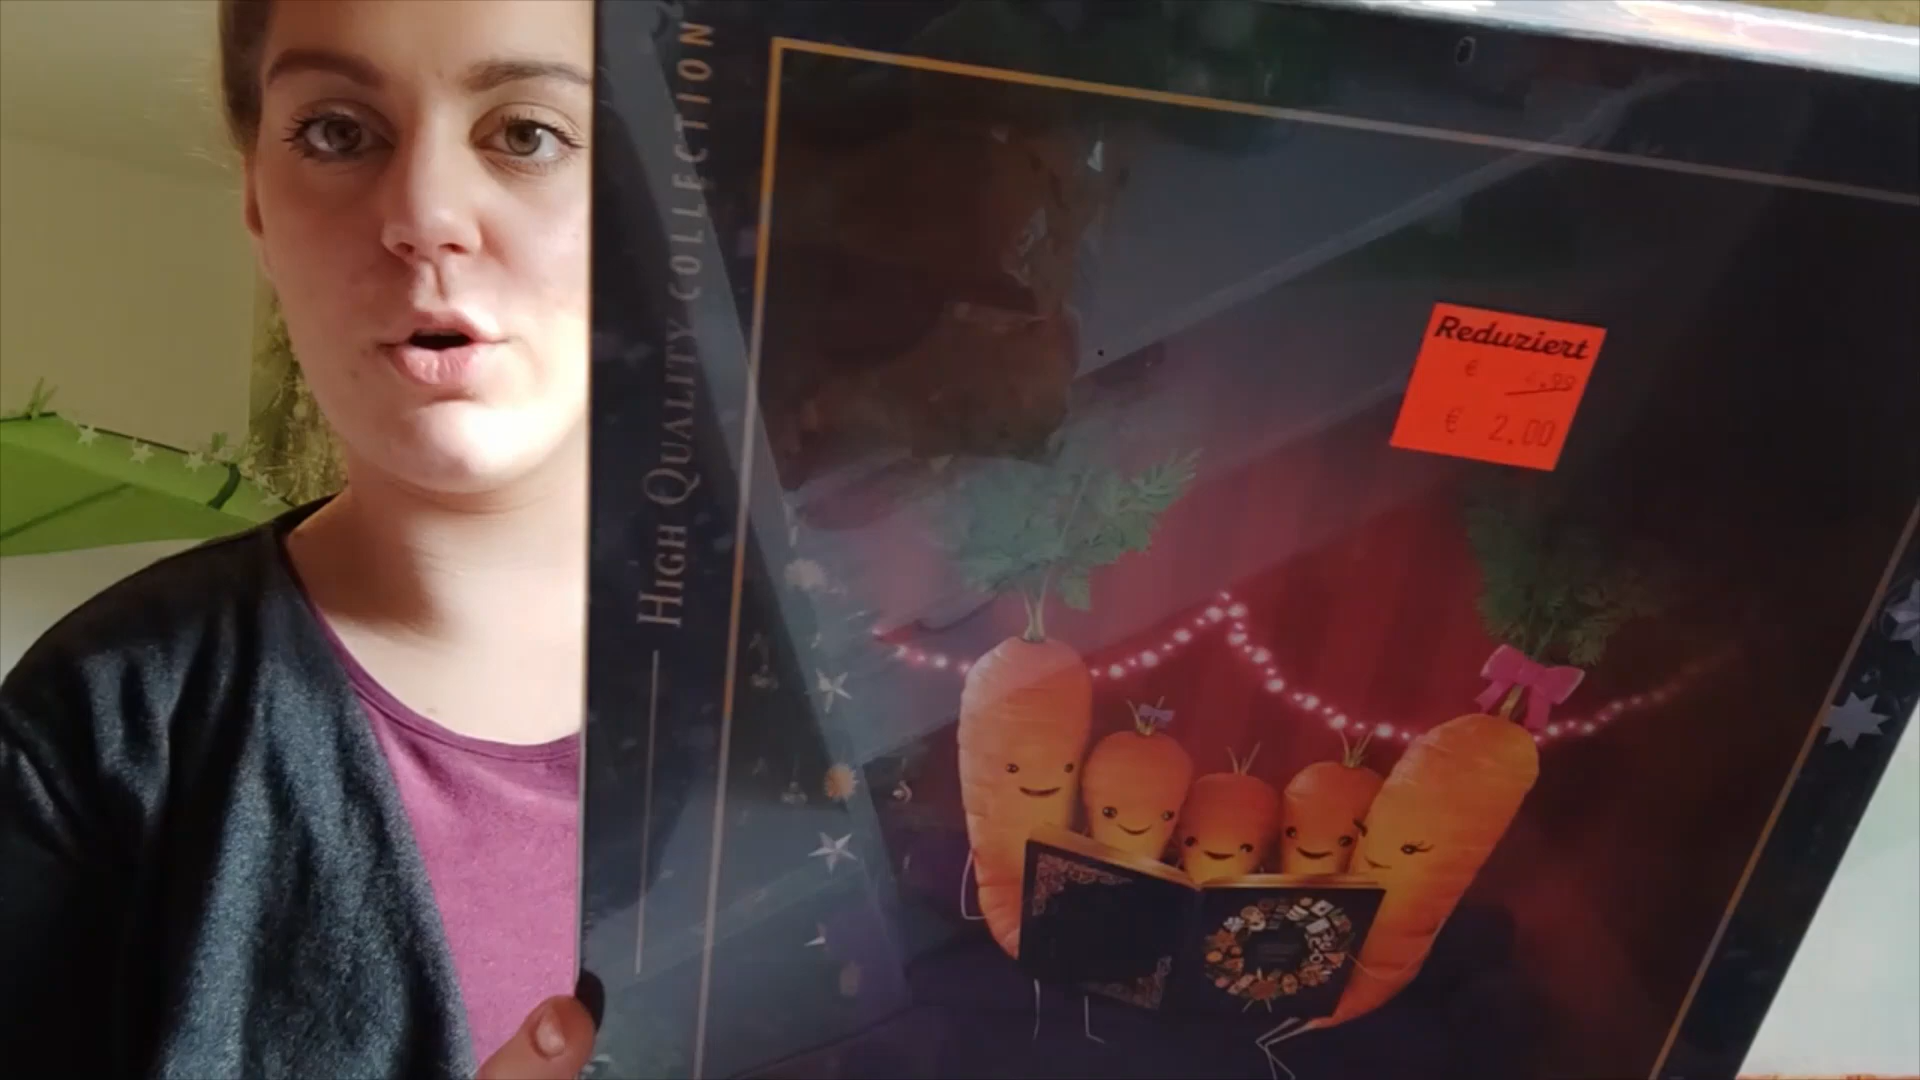 HIGH QUALITY COLLECTION
Reduziert
€
€ 2.00